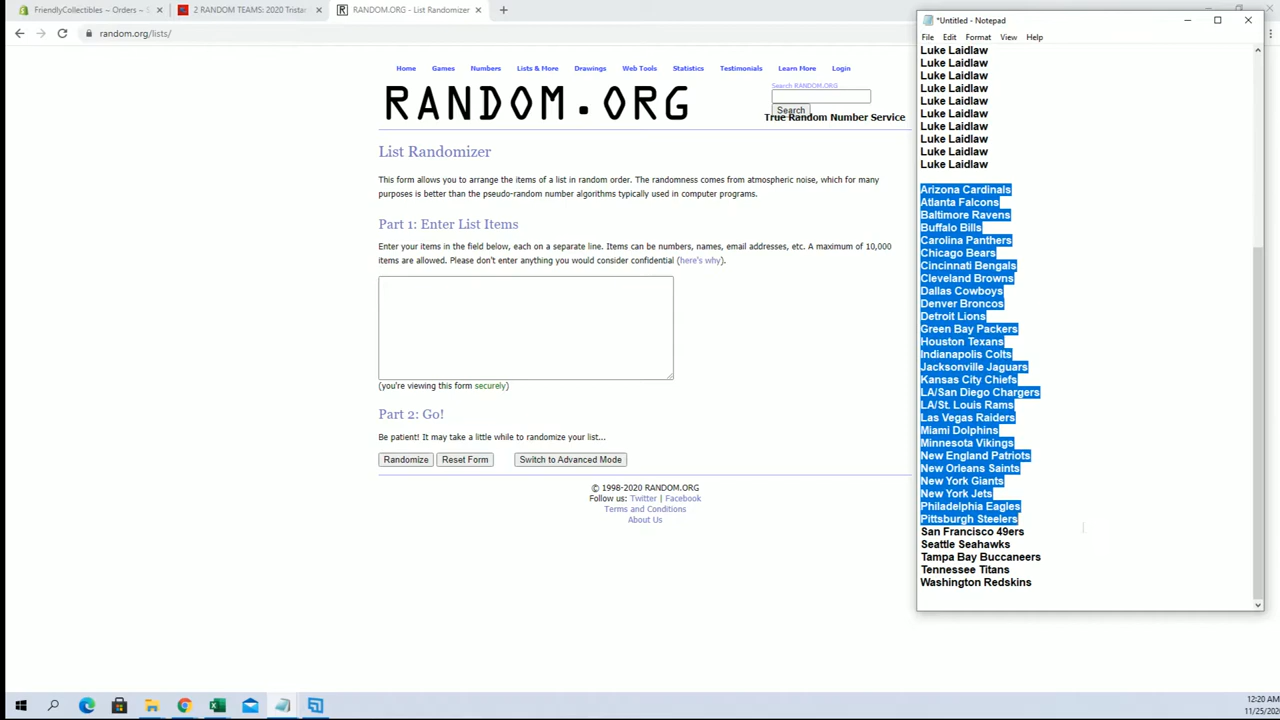 FriendlyCollectibles – Orders – S
2 RANDOM TEAMS: 2020 Tristar
RANDOM.ORG - List Randomizer
random.org/lists/
Home
Games
Numbers
Lists & More
Drawings
Web Tools
Statistics
Testimonials
Learn More
Login
RANDOM.ORG
Search RANDOM.ORG
Search
True Random Number Service
List Randomizer
This form allows you to arrange the items of a list in random order. The randomness comes from atmospheric noise, which for many
purposes is better than the pseudo-random number algorithms typically used in computer programs.
Part 1: Enter List Items
Enter your items in the field below, each on a separate line. Items can be numbers, names, email addresses, etc. A maximum of 10,000
items are allowed. Please don't enter anything you would consider confidential (here's why).
(you're viewing this form securely)
Part 2: Go!
Be patient! It may take a little while to randomize your list...
Randomize
Reset Form
Switch to Advanced Mode
© 1998-2020 RANDOM.ORG
Follow us: Twitter | Facebook
Terms and Conditions
About Us
*Untitled - Notepad
File
Edit
Format
View
Help
Luke Laidlaw
Luke Laidlaw
Luke Laidlaw
Luke Laidlaw
Luke Laidlaw
Luke Laidlaw
Luke Laidlaw
Luke Laidlaw
Luke Laidlaw
Luke Laidlaw
Arizona Cardinals
Atlanta Falcons
Baltimore Ravens
Buffalo Bills
Carolina Panthers
Chicago Bears
Cincinnati Bengals
Cleveland Browns
Dallas Cowboys
Denver Broncos
Detroit Lions
Green Bay Packers
Houston Texans
Indianapolis Colts
Jacksonville Jaguars
Kansas City Chiefs
LA/San Diego Chargers
LA/St. Louis Rams
Las Vegas Raiders
Miami Dolphins
Minnesota Vikings
New England Patriots
New Orleans Saints
New York Giants
New York Jets
Philadelphia Eagles
Pittsburgh Steelers
San Francisco 49ers
Seattle Seahawks
Tampa Bay Buccaneers
Tennessee Titans
Washington Redskins
12:20 AM
11/25/20